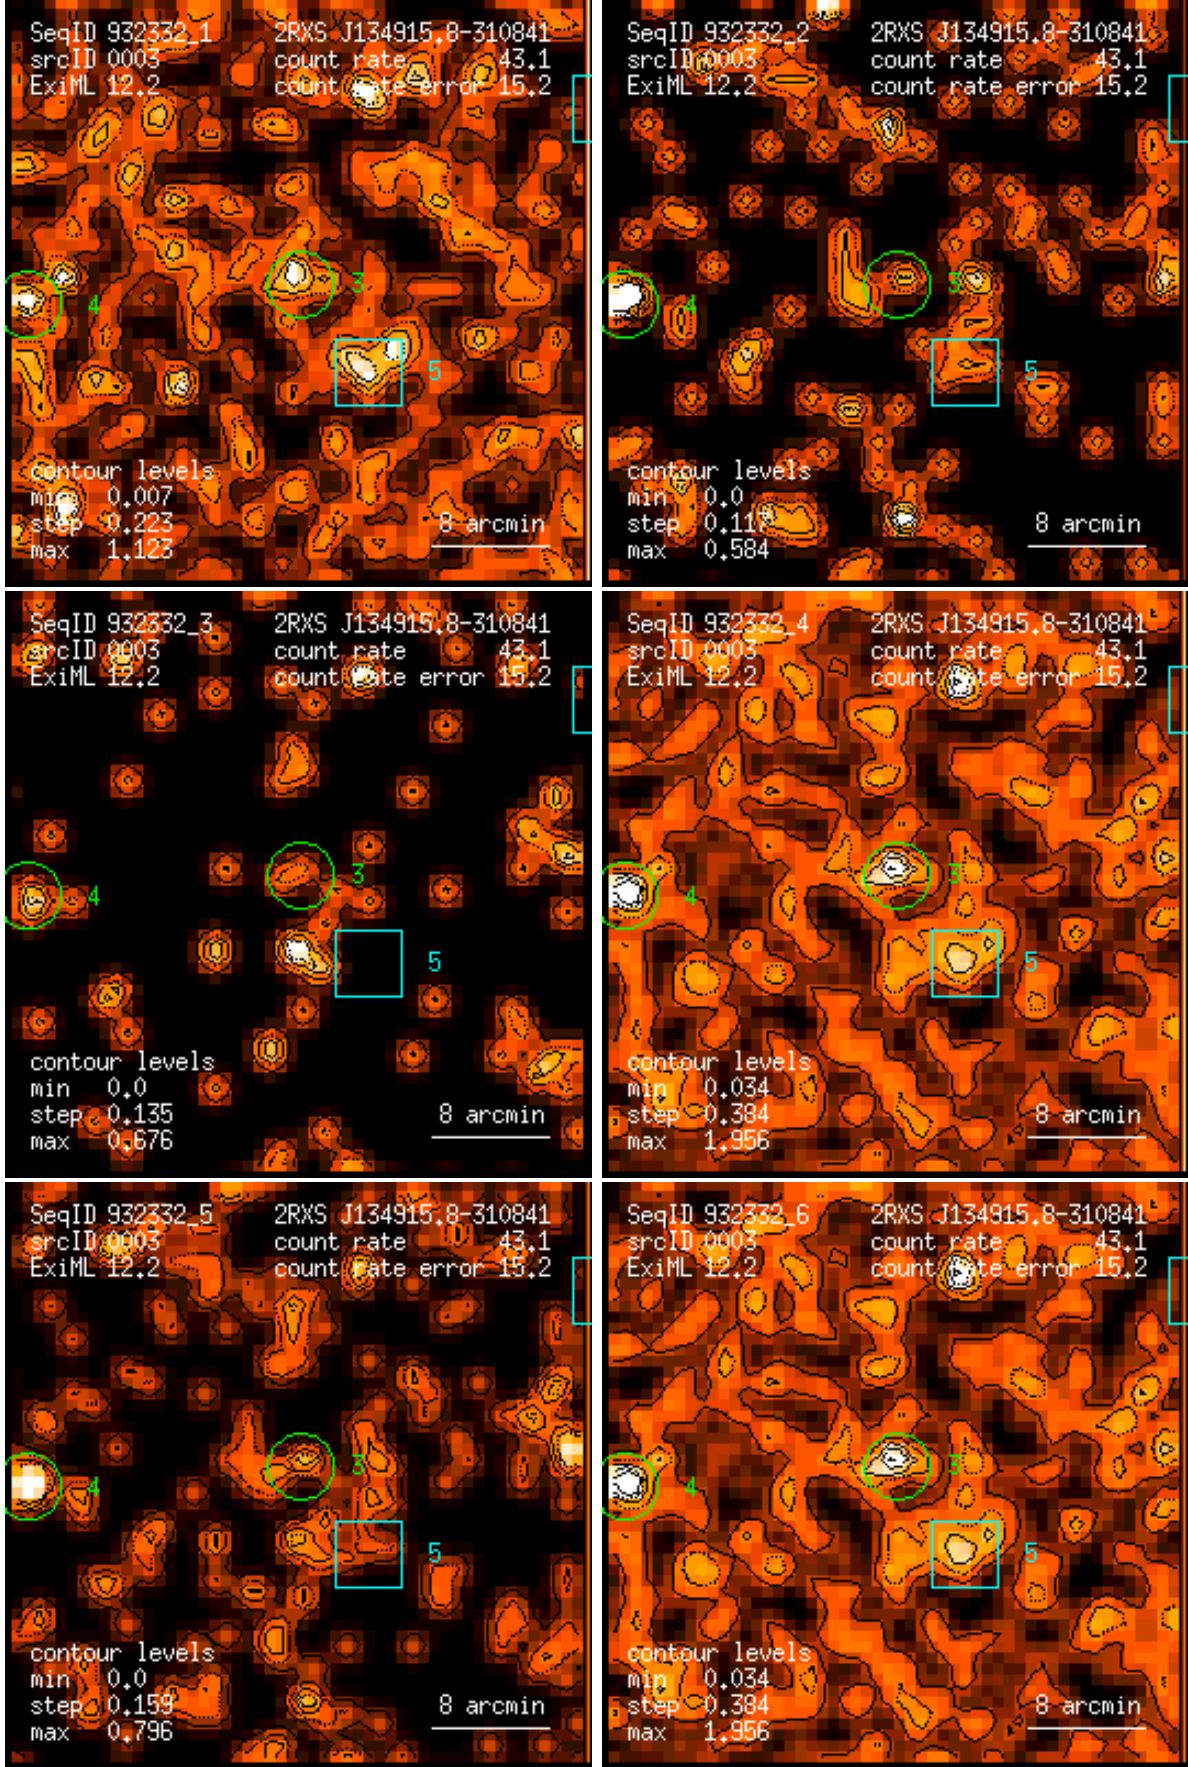 SeqID 932332_1 2RXS J134915.8-310841
srcID 0003 count rate 43.1
ExiML 12.2 count rate error 15.2
3
4
5
contour levels
min 0.007
step 0.223
max 1.123
8 arcmin
SeqID 932332_2 2RXS J134915.8-310841
srcID 0003 count rate 43.1
ExiML 12.2 count rate error 15.2
3
4
5
contour levels
min 0.0
step 0.117
max 0.584
8 arcmin
SeqID 932332_3 2RXS J134915.8-310841
srcID 0003 count rate 43.1
ExiML 12.2 count rate error 15.2
3
4
5
contour levels
min 0.0
step 0.135
max 0.676
8 arcmin
SeqID 932332_4 2RXS J134915.8-310841
srcID 0003 count rate 43.1
ExiML 12.2 count rate error 15.2
3
4
5
contour levels
min 0.034
step 0.384
max 1.956
8 arcmin
SeqID 932332_5 2RXS J134915.8-310841
srcID 0003 count rate 43.1
ExiML 12.2 count rate error 15.2
3
4
5
contour levels
min 0.0
step 0.159
max 0.796
8 arcmin
SeqID 932332_6 2RXS J134915.8-310841
srcID 0003 count rate 43.1
ExiML 12.2 count rate error 15.2
3
4
5
contour levels
min 0.034
step 0.384
max 1.956
8 arcmin